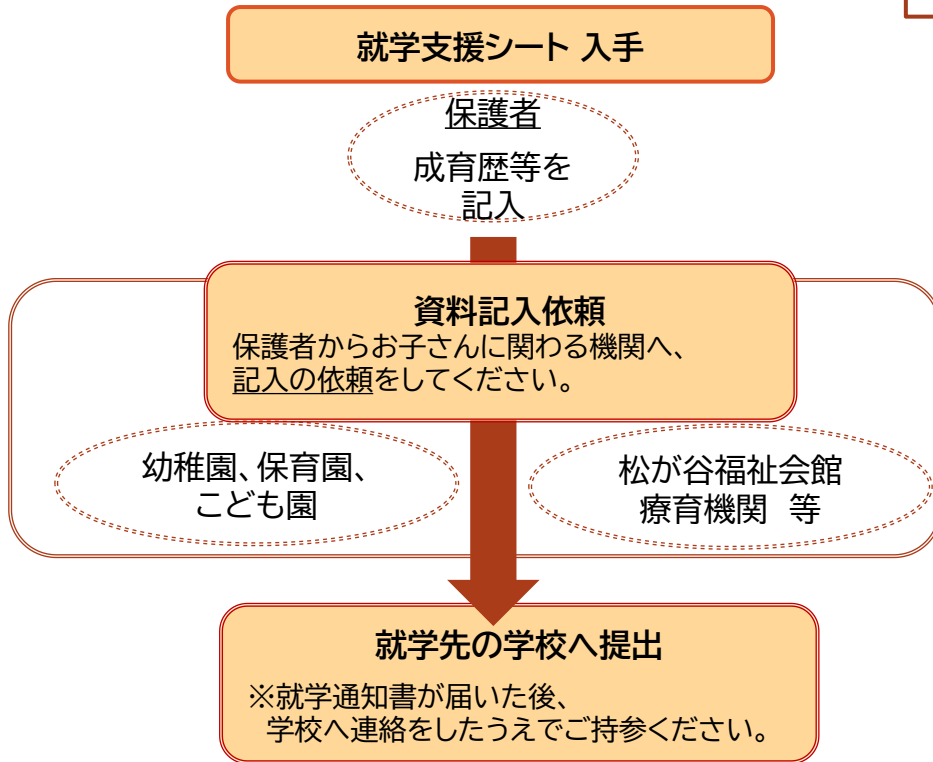 就学支援シート 入手
保護者
成育歴等を
記入
資料記入依頼
保護者からお子さんに関わる機関へ、
記入の依頼をしてください。
幼稚園、保育園、
こども園
松が谷福祉会館
療育機関 等
就学先の学校へ提出
※就学通知書が届いた後、
学校へ連絡をしたうえでご持参ください。